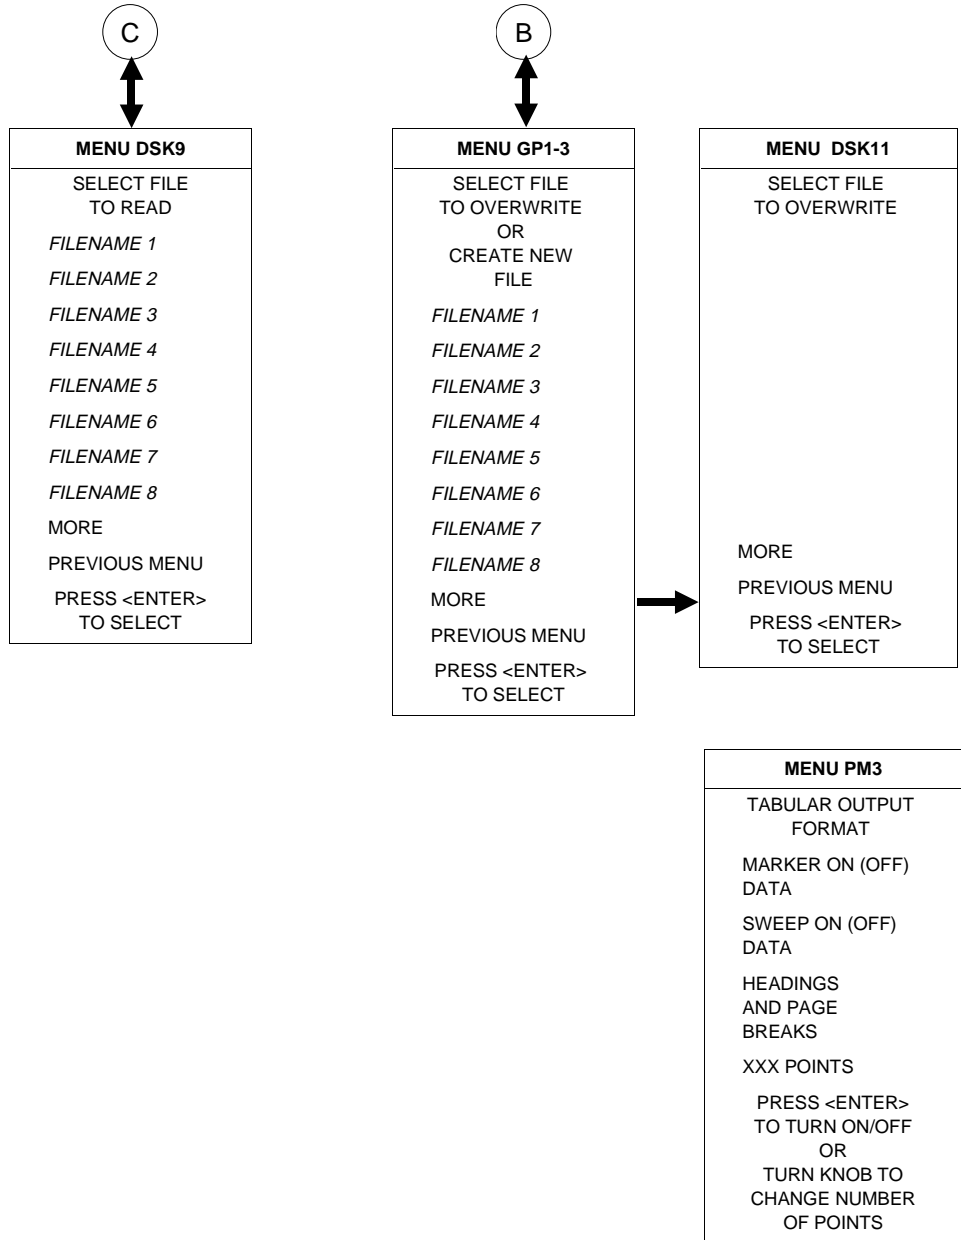 C
MENU DSK9
SELECT FILE
TO READ
FILENAME 1
FILENAME 2
FILENAME 3
FILENAME 4
FILENAME 5
FILENAME 6
FILENAME 7
FILENAME 8
MORE
PREVIOUS MENU
PRESS <ENTER>
TO SELECT
B
MENU GP1-3
SELECT FILE
TO OVERWRITE
OR
CREATE NEW
FILE
FILENAME 1
FILENAME 2
FILENAME 3
FILENAME 4
FILENAME 5
FILENAME 6
FILENAME 7
FILENAME 8
MORE
PREVIOUS MENU
PRESS <ENTER>
TO SELECT
MENU DSK11
SELECT FILE
TO OVERWRITE
MORE
PREVIOUS MENU
PRESS <ENTER>
TO SELECT
MENU PM3
TABULAR OUTPUT
FORMAT
MARKER ON (OFF)
DATA
SWEEP ON (OFF)
DATA
HEADINGS
AND PAGE
BREAKS
XXX POINTS
PRESS <ENTER>
TO TURN ON/OFF
OR
TURN KNOB TO
CHANGE NUMBER
OF POINTS